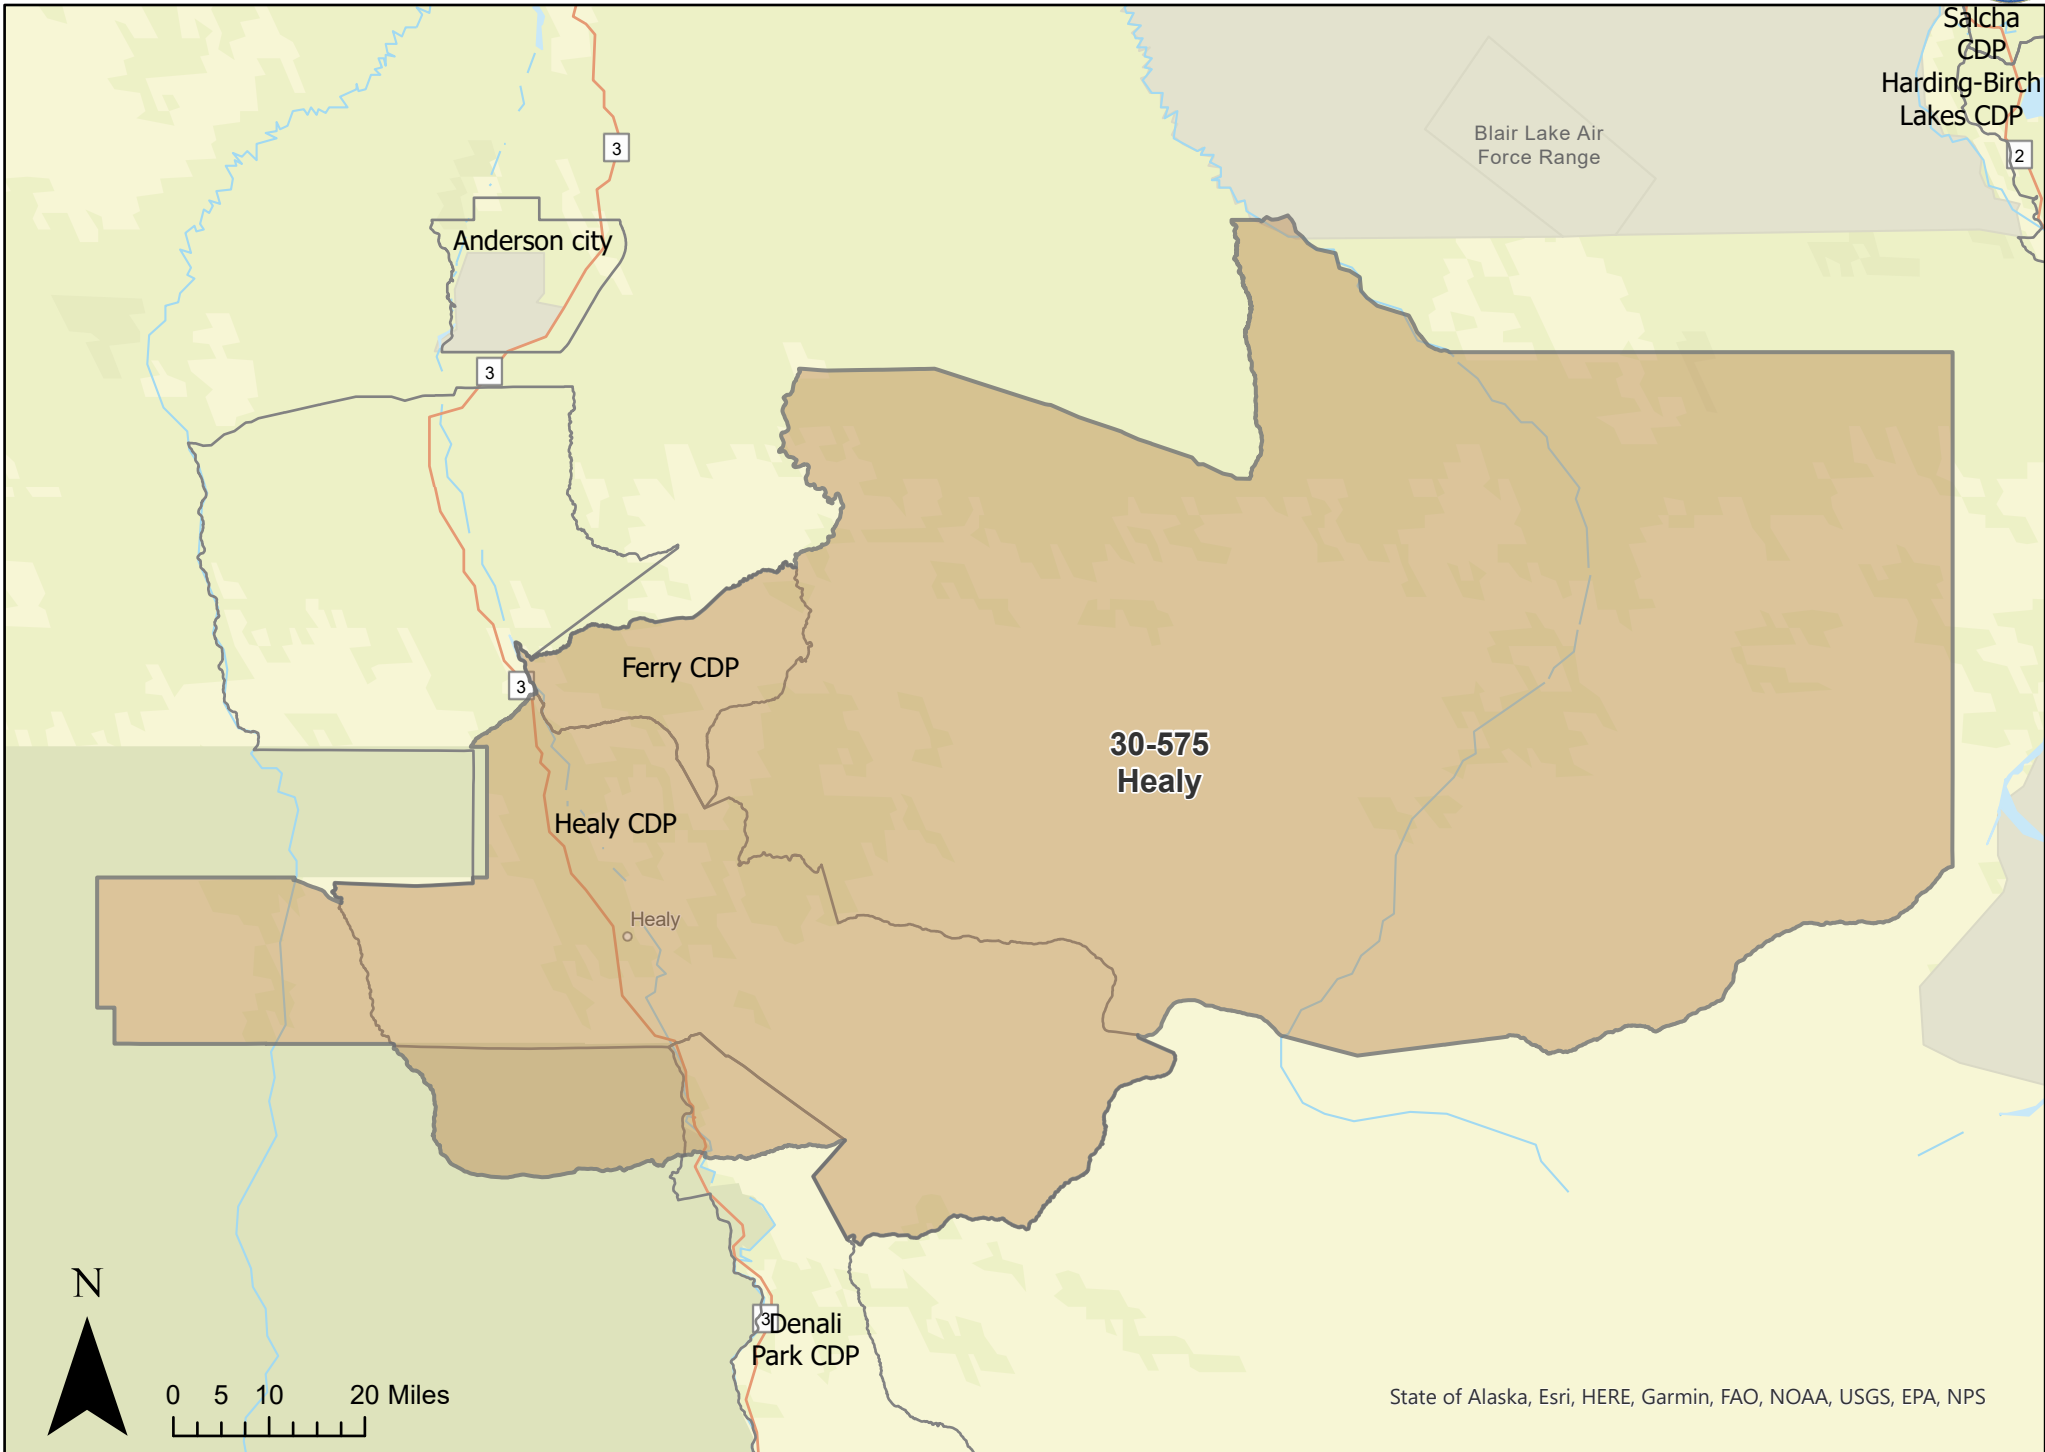 Salcha
CDP
Harding-Birch
Lakes CDP
2
3
Blair Lake Air
Force Range
Anderson city
3
Ferry CDP
3
30-575
Healy
Healy CDP
Healy
N
3
Denali
Park CDP
0 5 10 20 Miles
State of Alaska, Esri, HERE, Garmin, FAO, NOAA, USGS, EPA, NPS